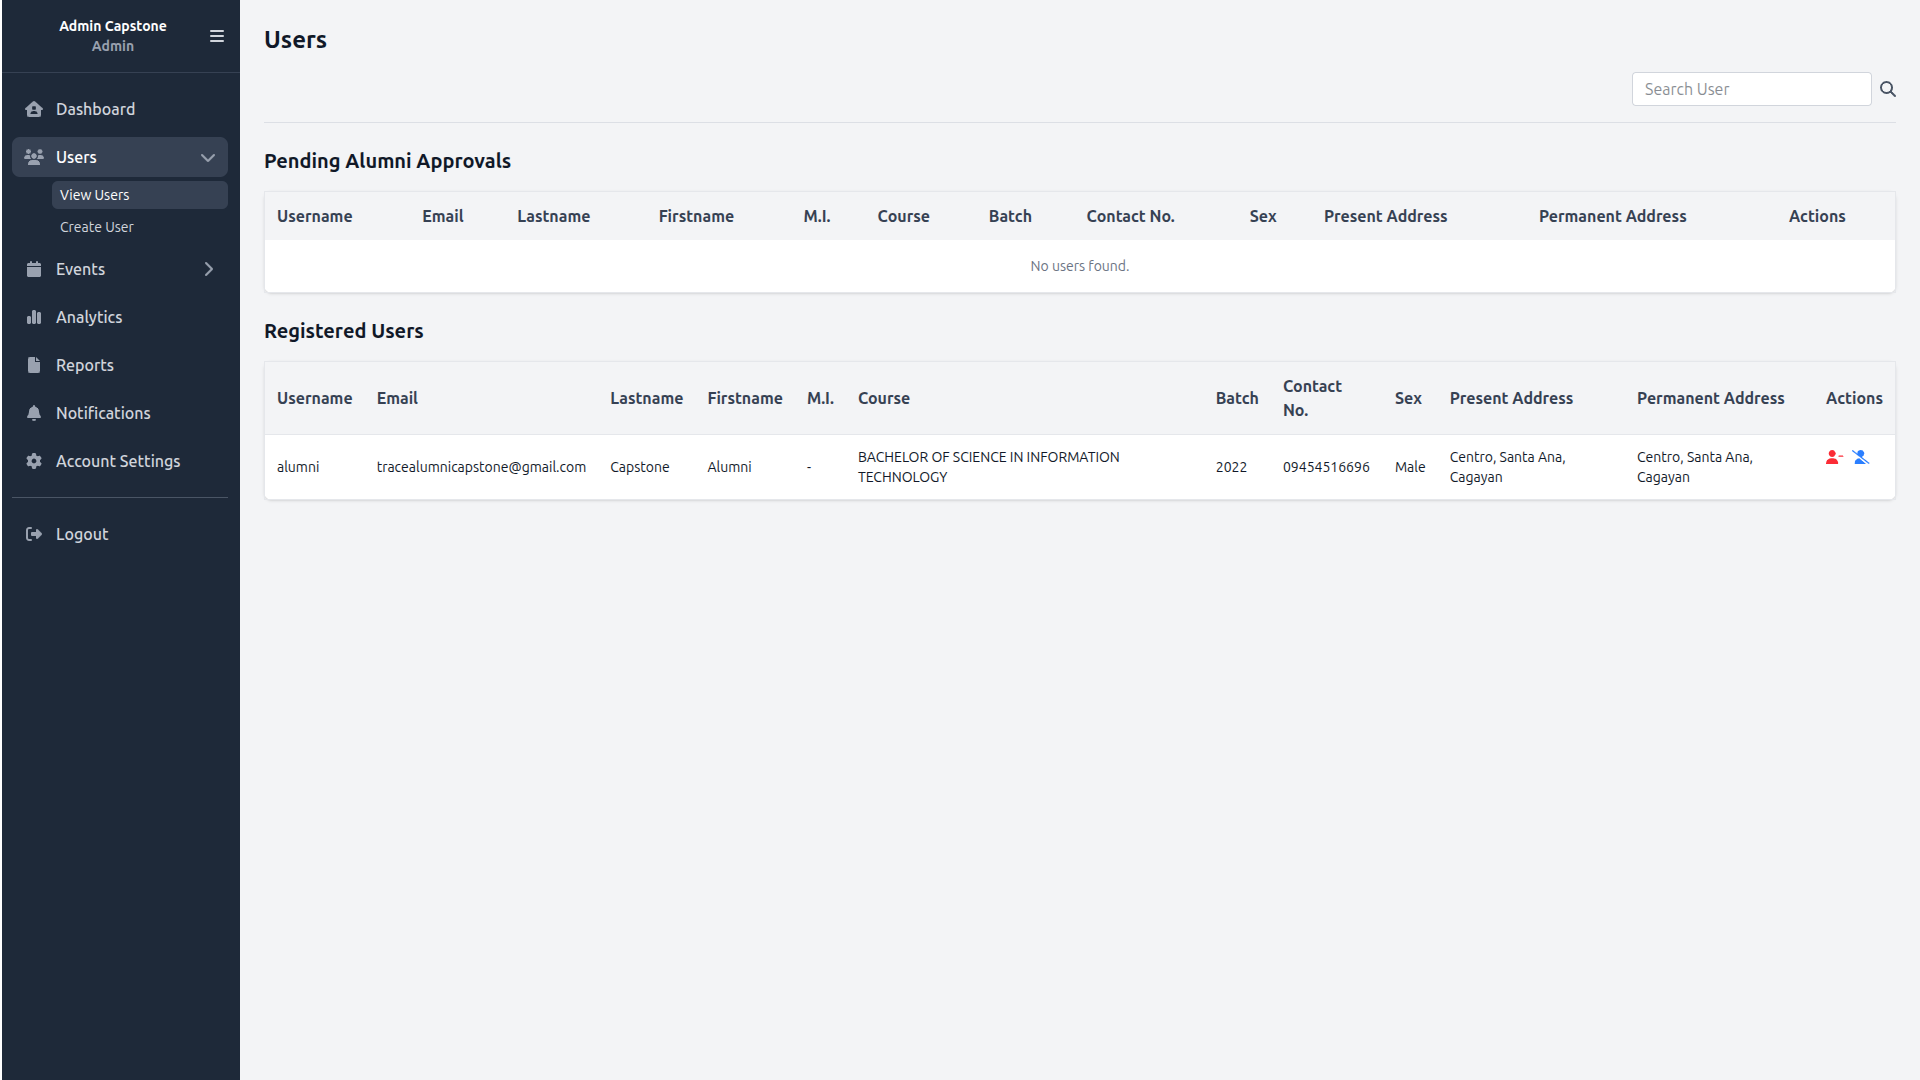 Admin Capstone
Admin
Dashboard
Users
View Users
Create User
Events
Analytics
Reports
Notifications
Account Settings
Logout
Users
Search User
Pending Alumni Approvals
Username Email Lastname Firstname M.I. Course Batch Contact No. Sex Present Address Permanent Address Actions
No users found.
Registered Users
Username Email Lastname Firstname M.I. Course Batch Contact No. Sex Present Address Permanent Address Actions
alumni tracealumnicapstone@gmail.com Capstone Alumni - BACHELOR OF SCIENCE IN INFORMATION TECHNOLOGY 2022 09454516696 Male Centro, Santa Ana, Cagayan Centro, Santa Ana, Cagayan